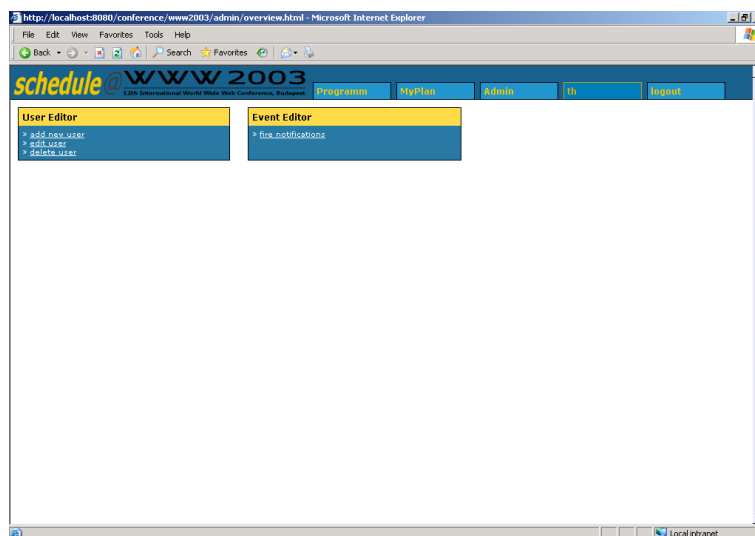 http://localhost:8080/conference/www2003/admin/overview.html - Microsoft Internet Explorer
File Edit View Favorites Tools Help
Back Search Favorites
schedule@WWW 2003
12th International World Wide Web Conference, Budapest
Programm MyPlan Admin th logout
User Editor
» add new user
» edit user
» delete user
Event Editor
» fire notifications
Local intranet